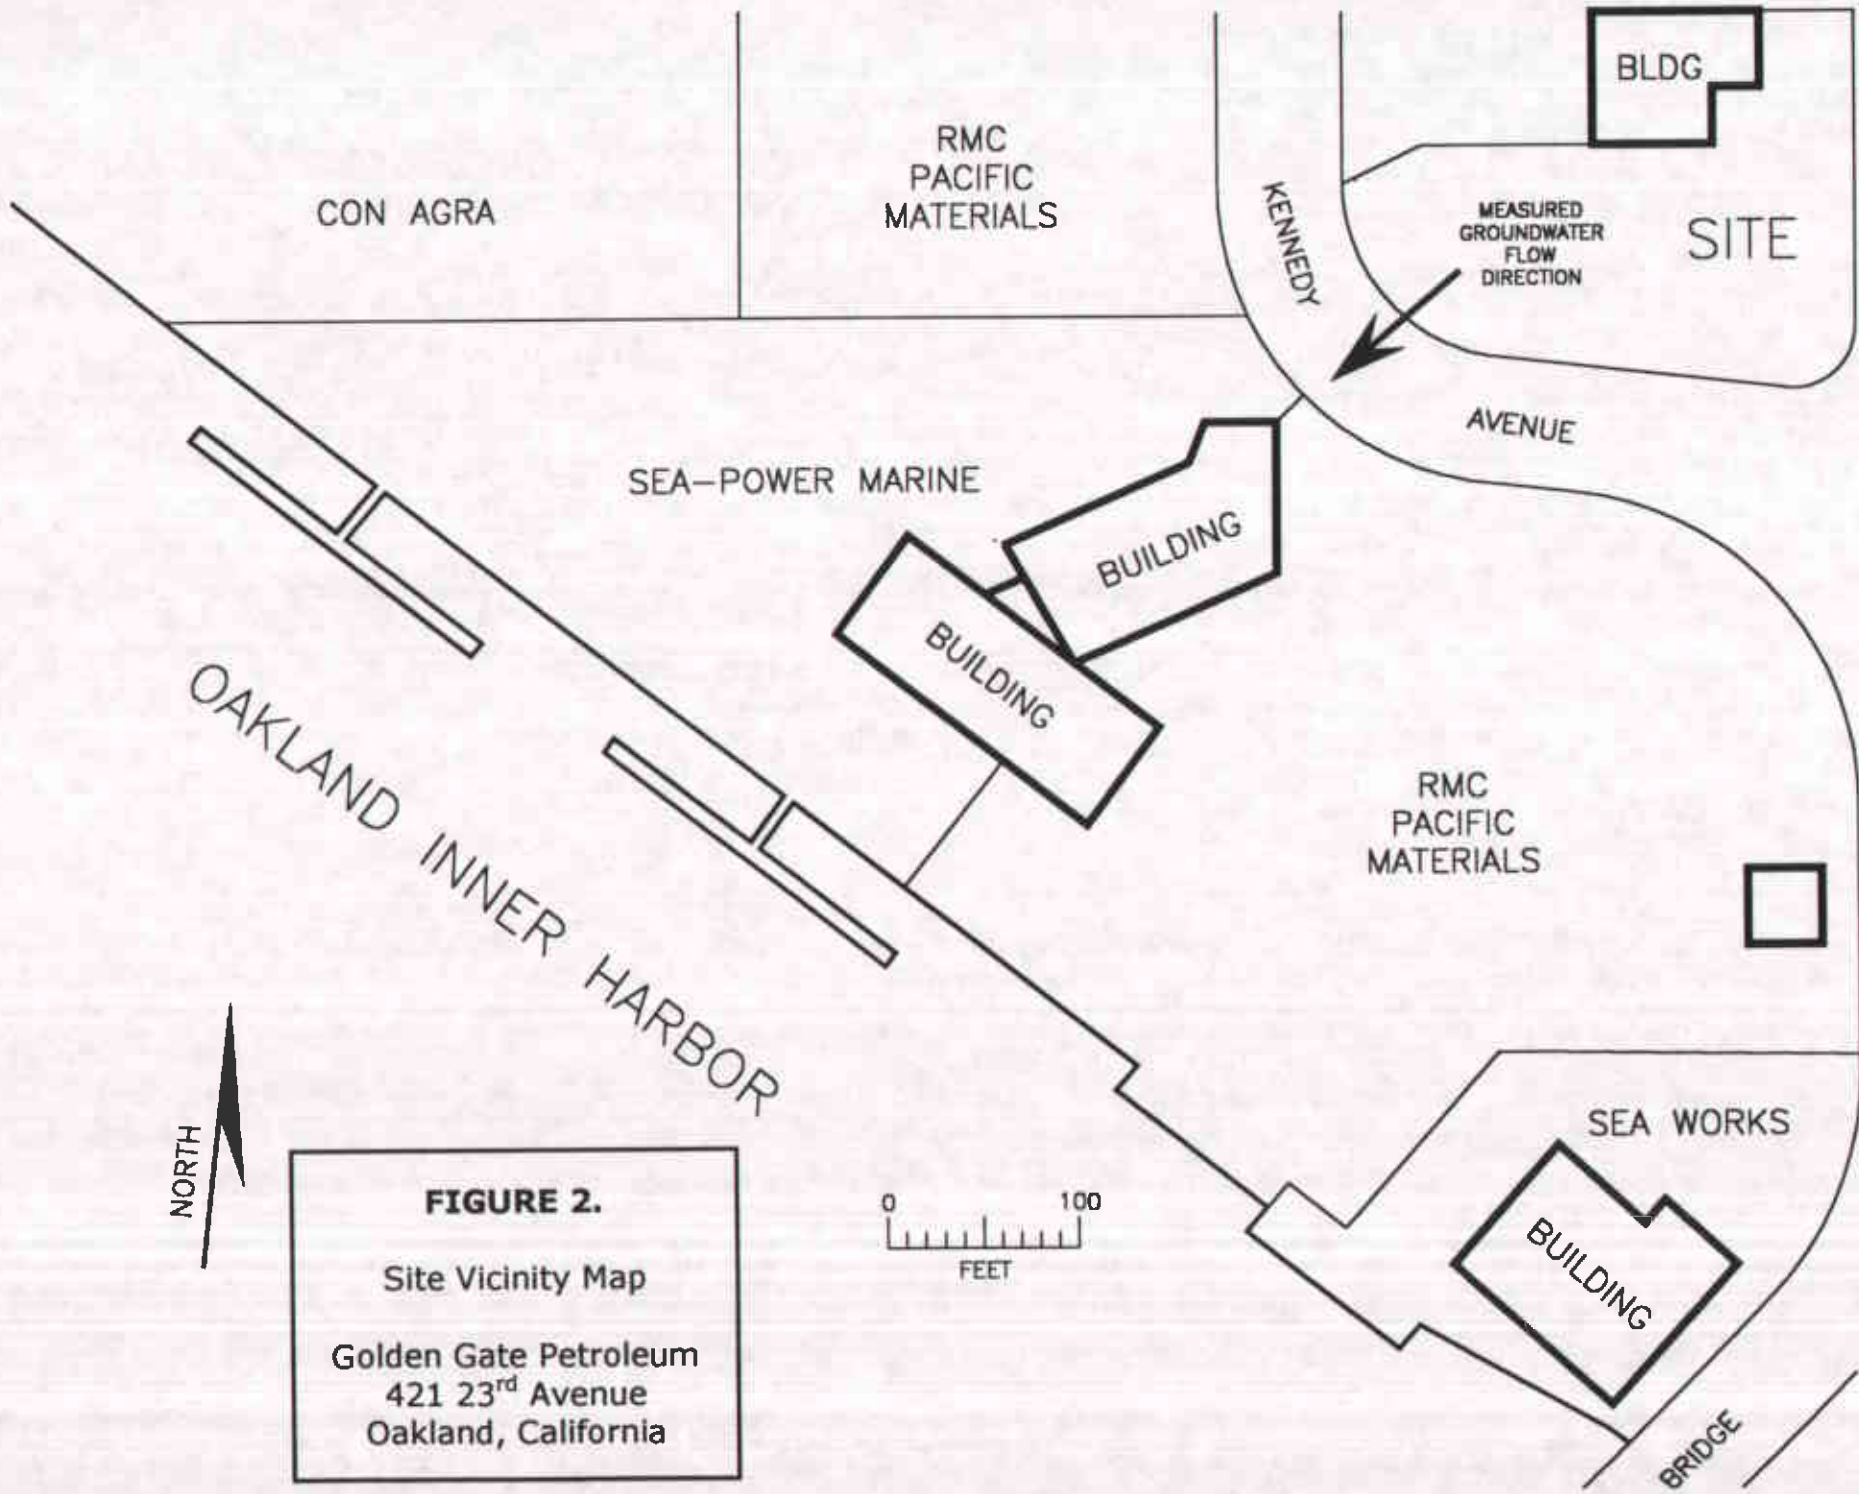 BLDG
RMC
PACIFIC
MATERIALS
CON AGRA
KENNEDY
MEASURED
GROUNDWATER
FLOW
DIRECTION
SITE
AVENUE
SEA-POWER MARINE
BUILDING
BUILDING
OAKLAND INNER HARBOR
RMC
PACIFIC
MATERIALS
NORTH
SEA WORKS
BUILDING
BRIDGE
0 100
FEET
FIGURE 2.
Site Vicinity Map
Golden Gate Petroleum
421 23rd Avenue
Oakland, California